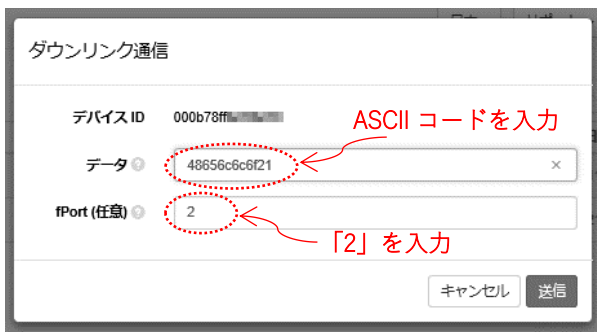 ダウンリンク通信
デバイス ID 000b78ff
ASCII コードを入力
データ 48656c6c6f21 ×
fPort (任意) 2
「2」を入力
キャンセル 送信